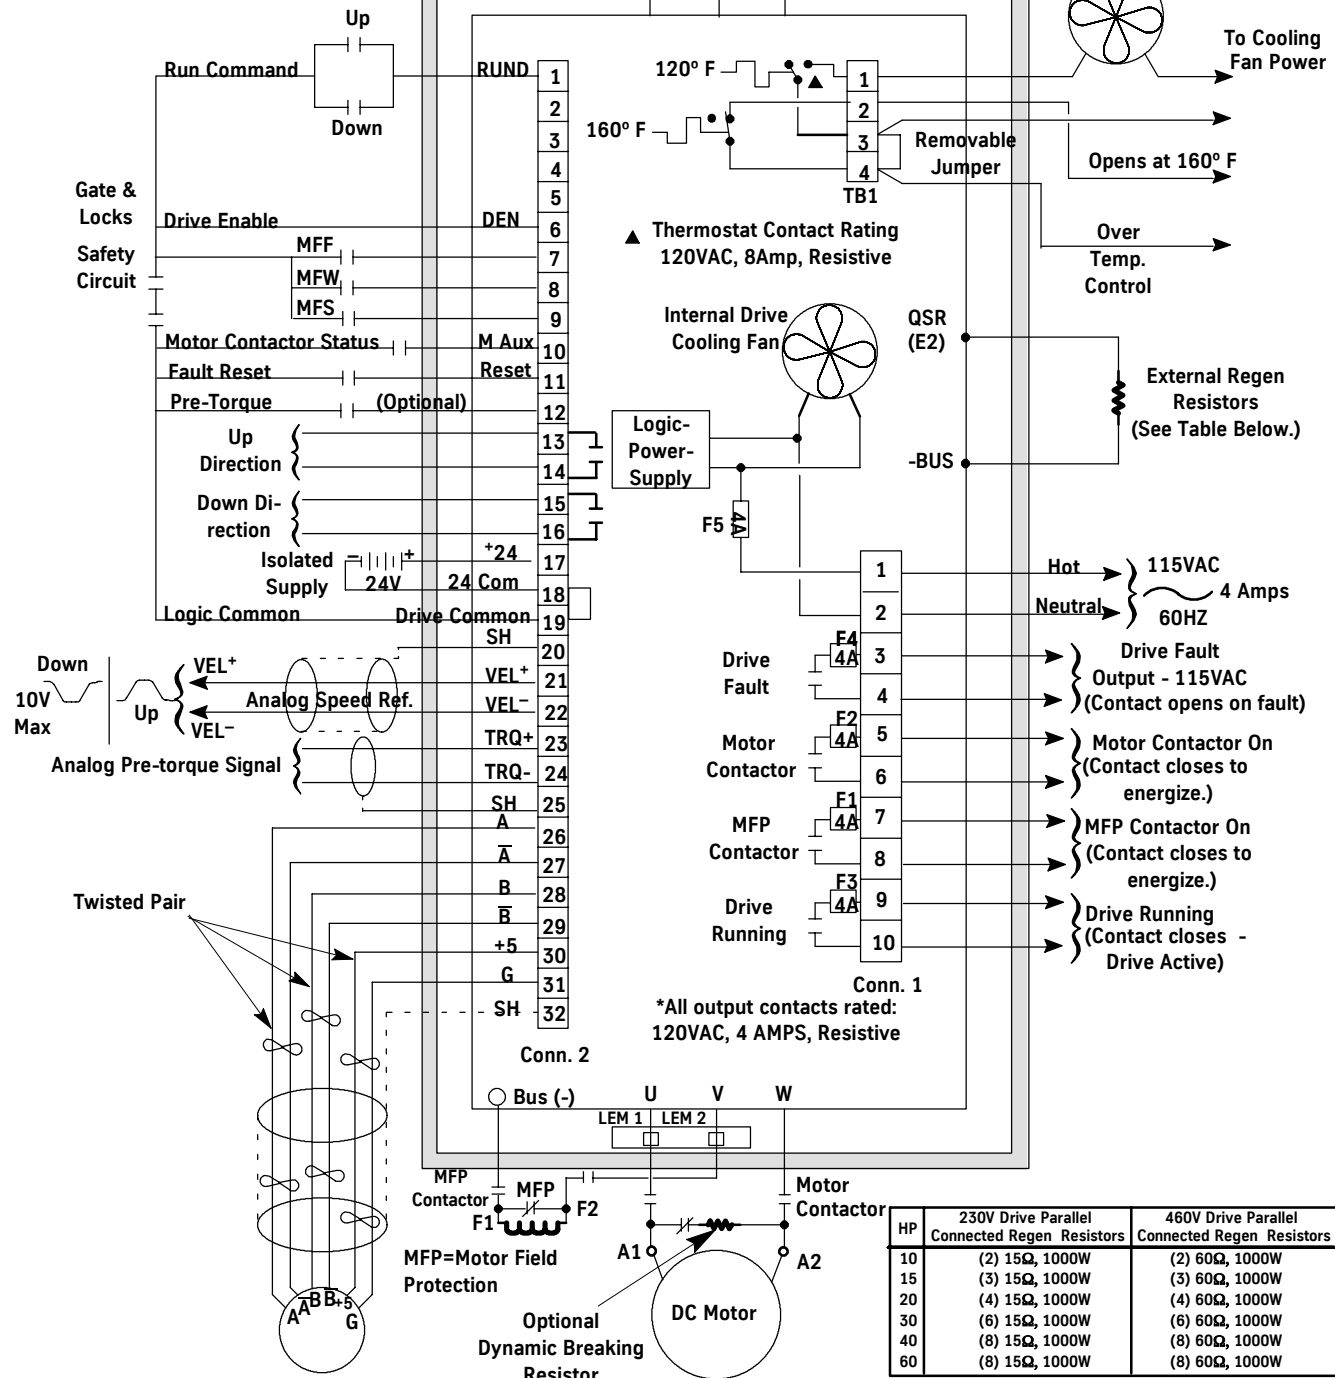 Up
Run Command
Down
RUND
Gate &
Locks
Safety
Circuit
Drive Enable
DEN
MFF
MFW
MFS
Motor Contactor Status
M Aux
Fault Reset
Reset
Pre-Torque
(Optional)
Up
Direction
Down Di-
rection
Isolated
Supply
– +
24V
+24
24 Com
Logic Common
Drive Common
SH
Down
10V
Max
Up
VEL+
VEL–
Analog Speed Ref.
VEL+
VEL–
Analog Pre-torque Signal
TRQ+
TRQ-
SH
A
A̅
B
B̅
+5
G
SH
Twisted Pair
1
2
3
4
5
6
7
8
9
10
11
12
13
14
15
16
17
18
19
20
21
22
23
24
25
26
27
28
29
30
31
32
Conn. 2
A A̅ B B̅ +5 G
120º F
160º F
1
2
3
4
TB1
Removable
Jumper
To Cooling
Fan Power
Opens at 160º F
Over
Temp.
Control
▲ Thermostat Contact Rating
120VAC, 8Amp, Resistive
Internal Drive
Cooling Fan
QSR
(E2)
-BUS
External Regen
Resistors
(See Table Below.)
Logic-
Power-
Supply
F5
4A
1
2
3
4
5
6
7
8
9
10
Conn. 1
Hot
Neutral
115VAC
4 Amps
60HZ
Drive
Fault
F4
4A
Drive Fault
Output - 115VAC
(Contact opens on fault)
Motor
Contactor
F2
4A
Motor Contactor On
(Contact closes to
energize.)
MFP
Contactor
F1
4A
MFP Contactor On
(Contact closes to
energize.)
Drive
Running
F3
4A
Drive Running
(Contact closes -
Drive Active)
*All output contacts rated:
120VAC, 4 AMPS, Resistive
Bus (-)
U
V
W
LEM 1 LEM 2
MFP
Contactor
MFP
F1
F2
MFP=Motor Field
Protection
Motor
Contactor
A1
A2
DC Motor
Optional
Dynamic Breaking
Resistor
HP
230V Drive Parallel
Connected Regen Resistors
460V Drive Parallel
Connected Regen Resistors
10 (2) 15Ω, 1000W (2) 60Ω, 1000W
15 (3) 15Ω, 1000W (3) 60Ω, 1000W
20 (4) 15Ω, 1000W (4) 60Ω, 1000W
30 (6) 15Ω, 1000W (6) 60Ω, 1000W
40 (8) 15Ω, 1000W (8) 60Ω, 1000W
60 (8) 15Ω, 1000W (8) 60Ω, 1000W